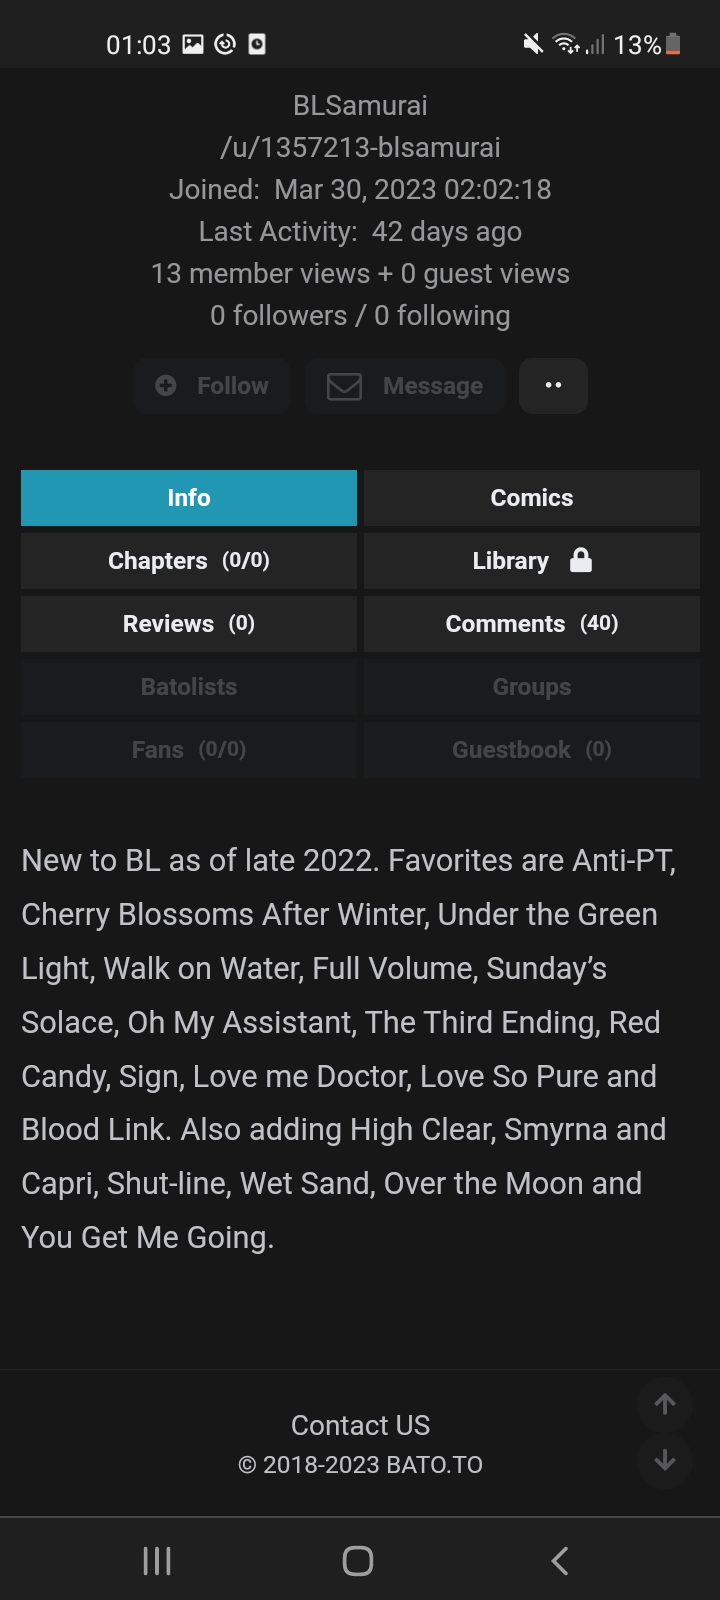 01:03 13%
BLSamurai
/u/1357213-blsamurai
Joined: Mar 30, 2023 02:02:18
Last Activity: 42 days ago
13 member views + 0 guest views
0 followers / 0 following
Follow Message ••
Info Comics
Chapters (0/0) Library
Reviews (0) Comments (40)
Batolists Groups
Fans (0/0) Guestbook (0)
New to BL as of late 2022. Favorites are Anti-PT,
Cherry Blossoms After Winter, Under the Green
Light, Walk on Water, Full Volume, Sunday’s
Solace, Oh My Assistant, The Third Ending, Red
Candy, Sign, Love me Doctor, Love So Pure and
Blood Link. Also adding High Clear, Smyrna and
Capri, Shut-line, Wet Sand, Over the Moon and
You Get Me Going.
Contact US
© 2018-2023 BATO.TO